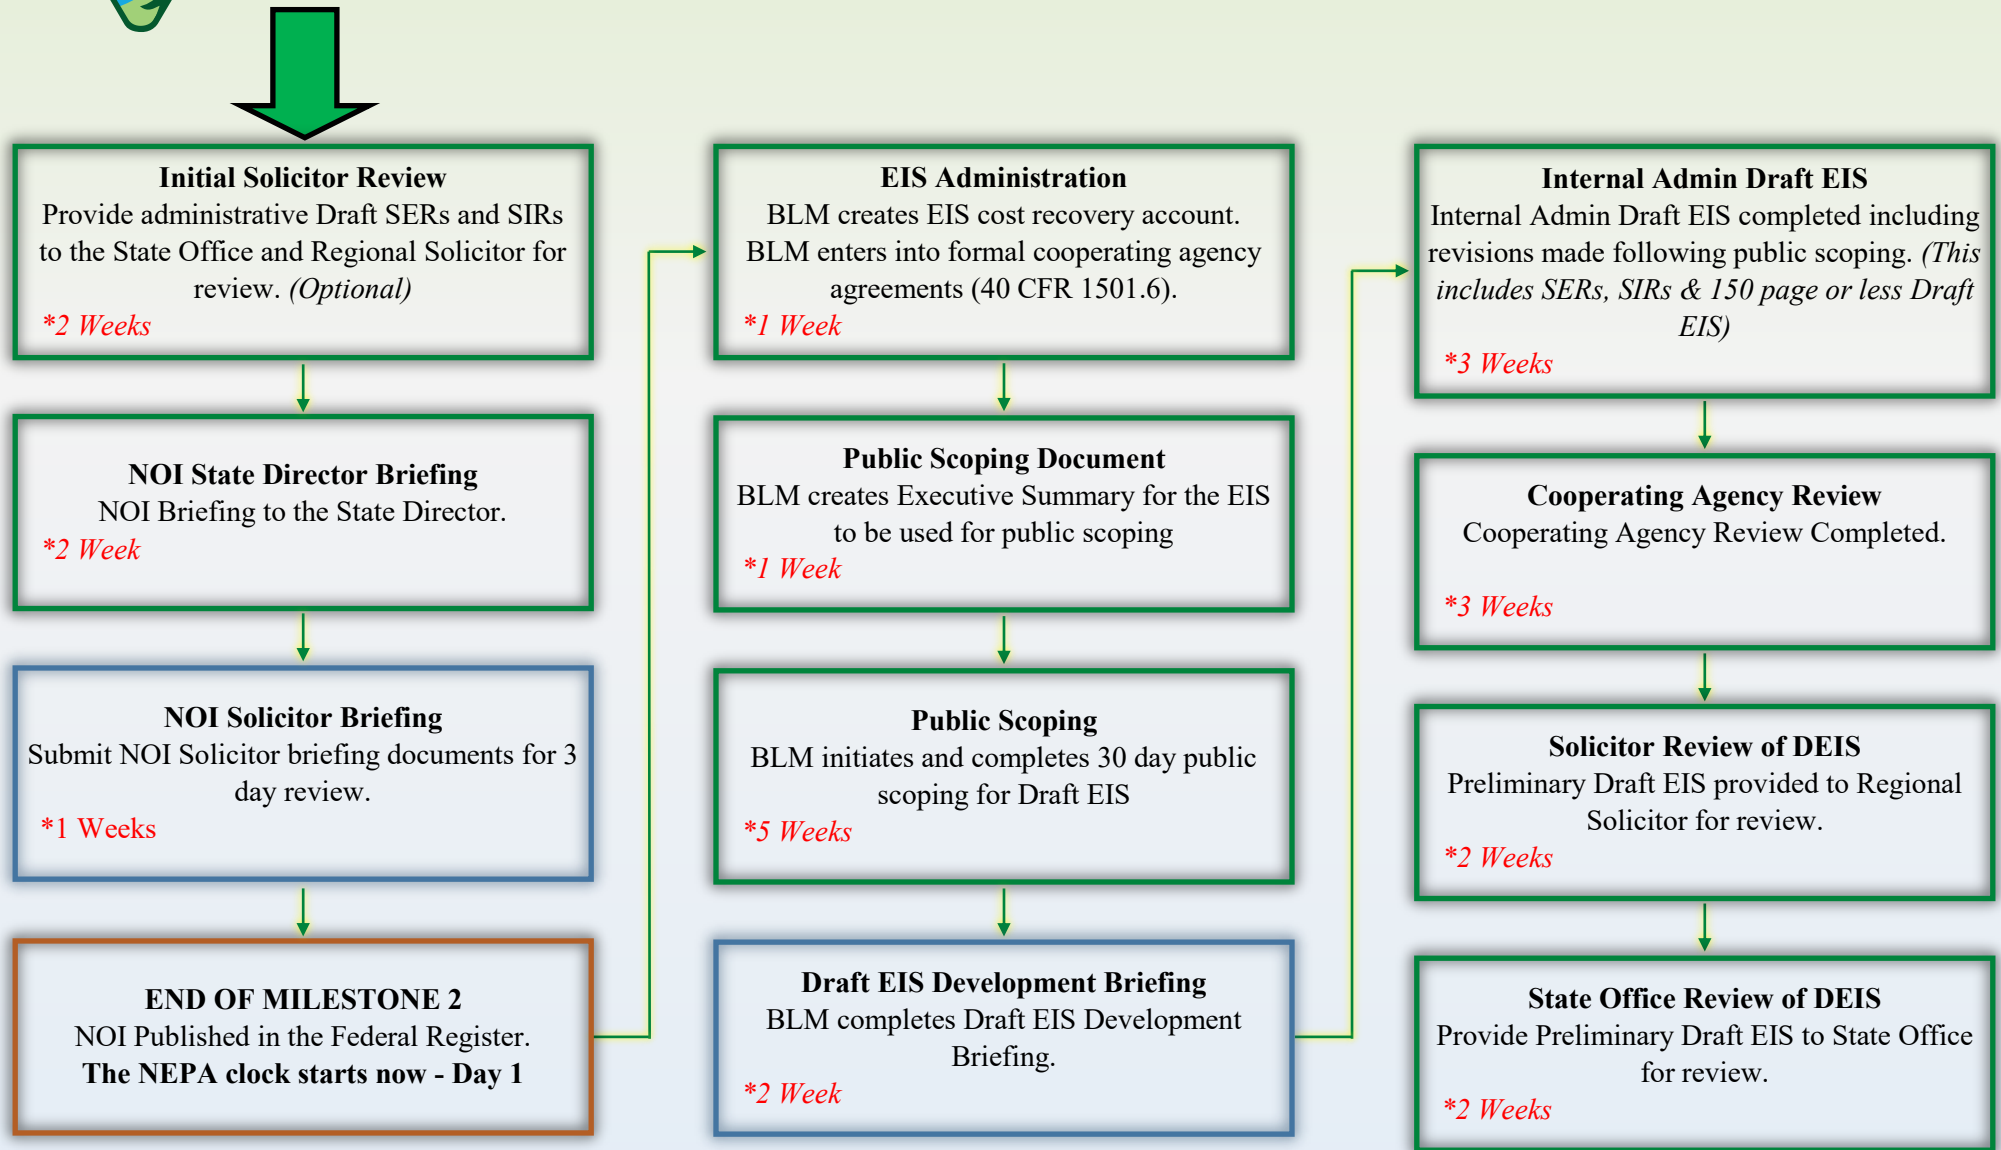 Initial Solicitor Review
Provide administrative Draft SERs and SIRs
to the State Office and Regional Solicitor for
review. (Optional)
*2 Weeks
NOI State Director Briefing
NOI Briefing to the State Director.
*2 Week
NOI Solicitor Briefing
Submit NOI Solicitor briefing documents for 3
day review.
*1 Weeks
END OF MILESTONE 2
NOI Published in the Federal Register.
The NEPA clock starts now - Day 1
EIS Administration
BLM creates EIS cost recovery account.
BLM enters into formal cooperating agency
agreements (40 CFR 1501.6).
*1 Week
Public Scoping Document
BLM creates Executive Summary for the EIS
to be used for public scoping
*1 Week
Public Scoping
BLM initiates and completes 30 day public
scoping for Draft EIS
*5 Weeks
Draft EIS Development Briefing
BLM completes Draft EIS Development
Briefing.
*2 Week
Internal Admin Draft EIS
Internal Admin Draft EIS completed including
revisions made following public scoping. (This
includes SERs, SIRs & 150 page or less Draft
EIS)
*3 Weeks
Cooperating Agency Review
Cooperating Agency Review Completed.
*3 Weeks
Solicitor Review of DEIS
Preliminary Draft EIS provided to Regional
Solicitor for review.
*2 Weeks
State Office Review of DEIS
Provide Preliminary Draft EIS to State Office
for review.
*2 Weeks